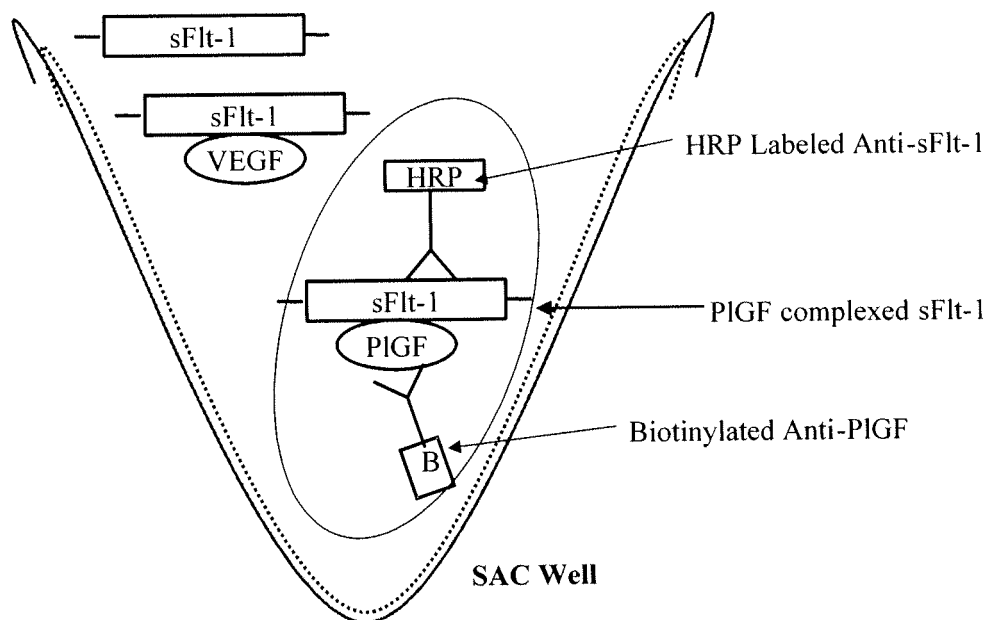 sFlt-1
sFlt-1
VEGF
HRP Labeled Anti-sFlt-1
HRP
sFlt-1
PlGF complexed sFlt-1
PlGF
Biotinylated Anti-PlGF
B
SAC Well